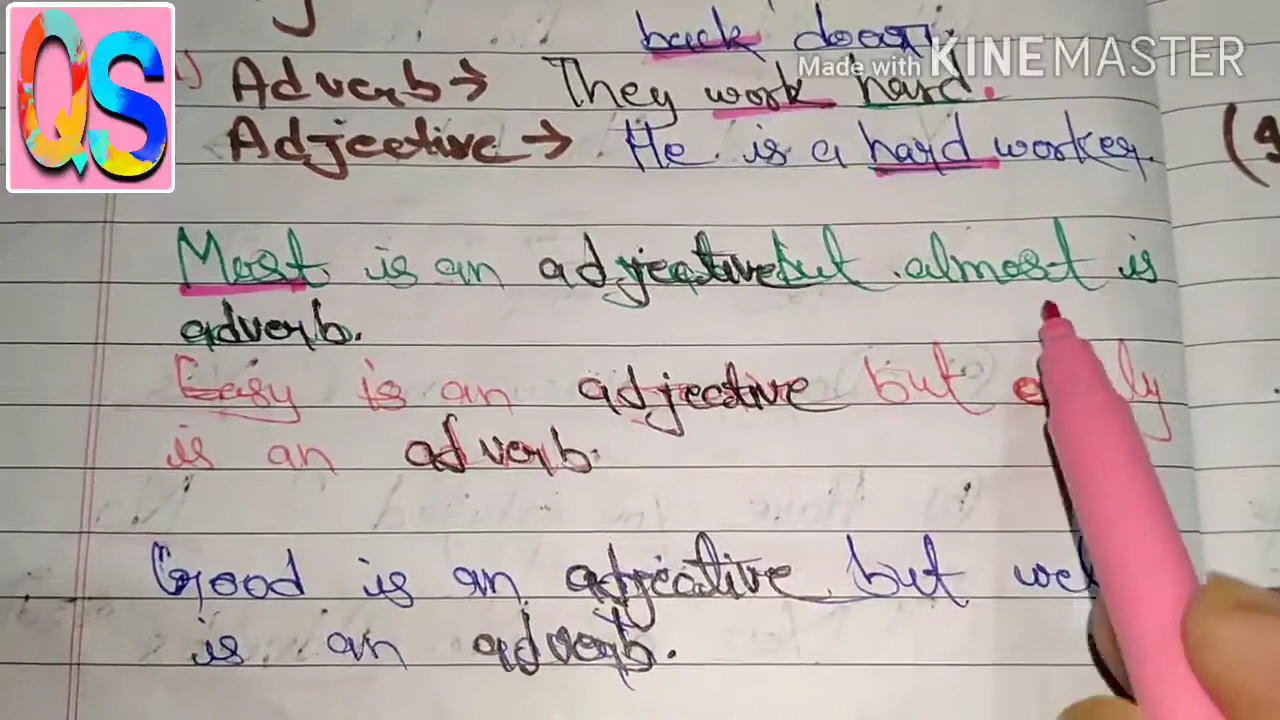 QS
back door.
Made with KINEMASTER
Adverb → They work hard.
Adjective → He is a hard worker.
Most is an adjective but almost is
adverb.
Easy is an adjective but
is an adverb.
Good is an adjective but
is an adverb.